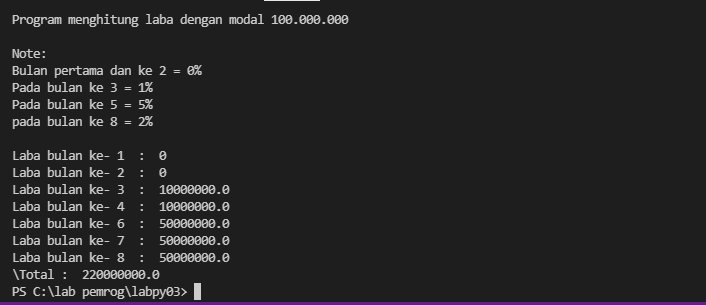 Program menghitung laba dengan modal 100.000.000
Note:
Bulan pertama dan ke 2 = 0%
Pada bulan ke 3 = 1%
Pada bulan ke 5 = 5%
pada bulan ke 8 = 2%
Laba bulan ke- 1  :  0
Laba bulan ke- 2  :  0
Laba bulan ke- 3  :  10000000.0
Laba bulan ke- 4  :  10000000.0
Laba bulan ke- 6  :  50000000.0
Laba bulan ke- 7  :  50000000.0
Laba bulan ke- 8  :  50000000.0
\Total :  220000000.0
PS C:\lab pemrog\labpy03>